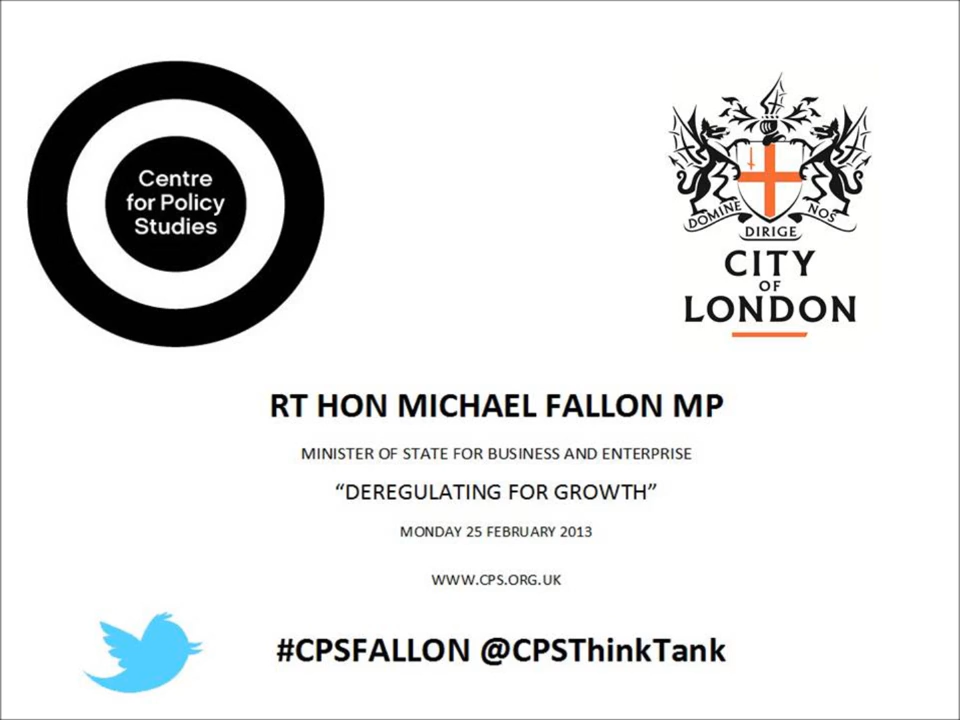 Centre
for Policy
Studies
DOMINE DIRIGE NOS
CITY
OF
LONDON
RT HON MICHAEL FALLON MP
MINISTER OF STATE FOR BUSINESS AND ENTERPRISE
“DEREGULATING FOR GROWTH”
MONDAY 25 FEBRUARY 2013
WWW.CPS.ORG.UK
#CPSFALLON @CPSThinkTank